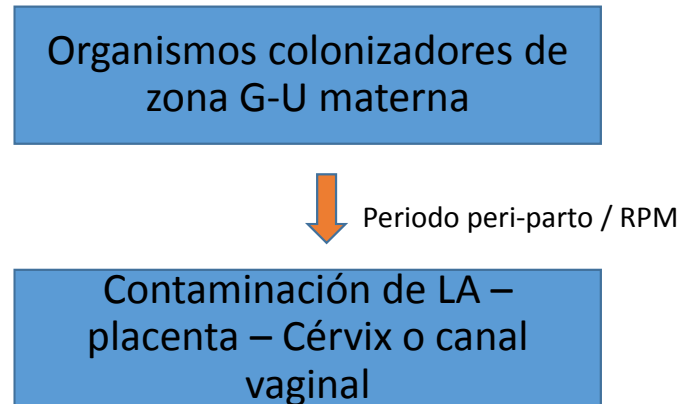 Organismos colonizadores de
zona G-U materna
Periodo peri-parto / RPM
Contaminación de LA –
placenta – Cérvix o canal
vaginal